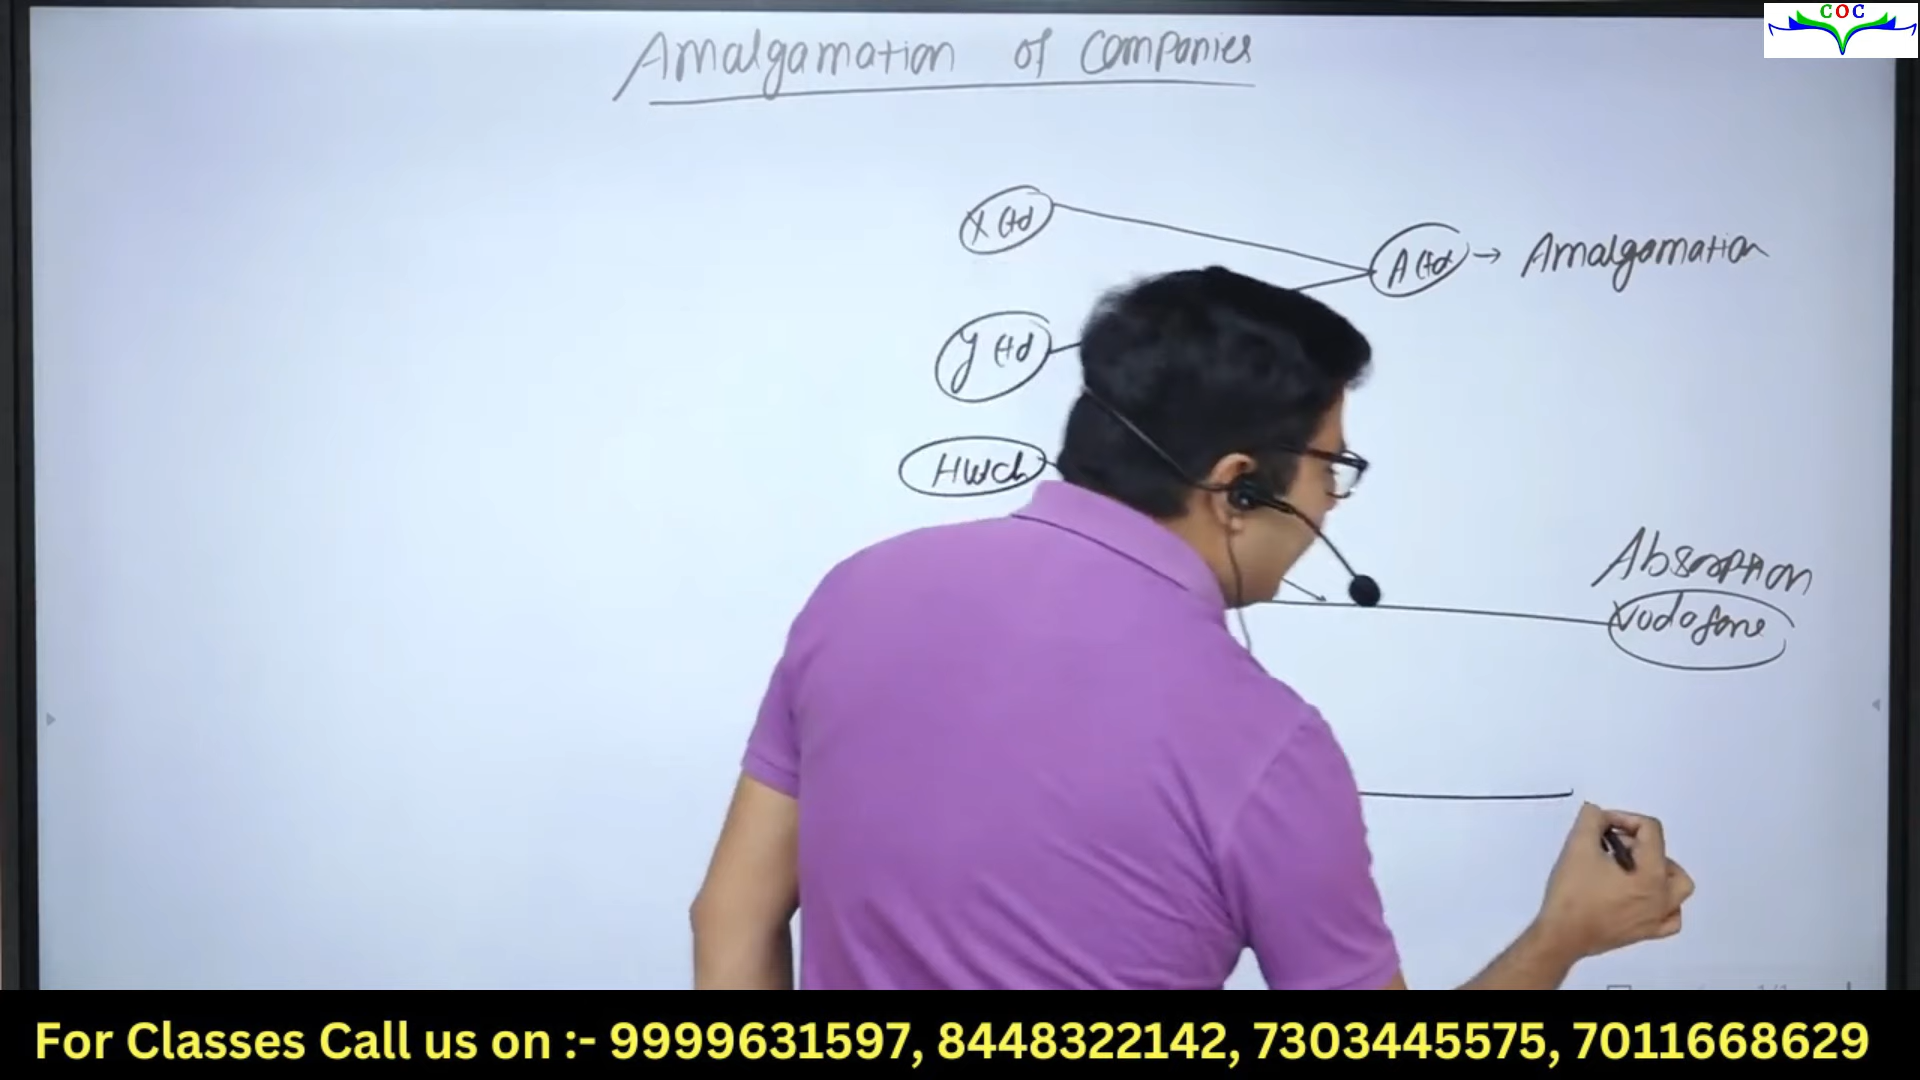 COC
Amalgamation of Companies
X Ltd
A Ltd → Amalgamation
Y Ltd
Hutch
Absorption
Vodafone
For Classes Call us on :- 9999631597, 8448322142, 7303445575, 7011668629